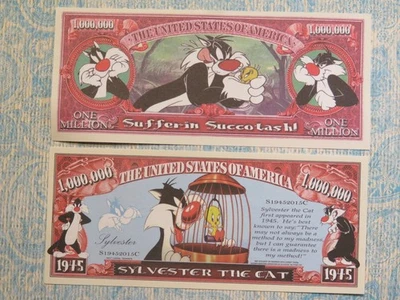 THE UNITED STATES OF AMERICA
1,000,000
1,000,000
ONE MILLION
ONE MILLION
Sufferin Succotash!
THE UNITED STATES OF AMERICA
1,000,000
1,000,000
S19452013C
Sylvester the Cat
first appeared in
1945. He's best
known to say:"There
may not always be a
method to my madness
but I can guarantee
there is a madness
to my method!"
Sylvester
S19452013C
1945
1945
SYLVESTER THE CAT